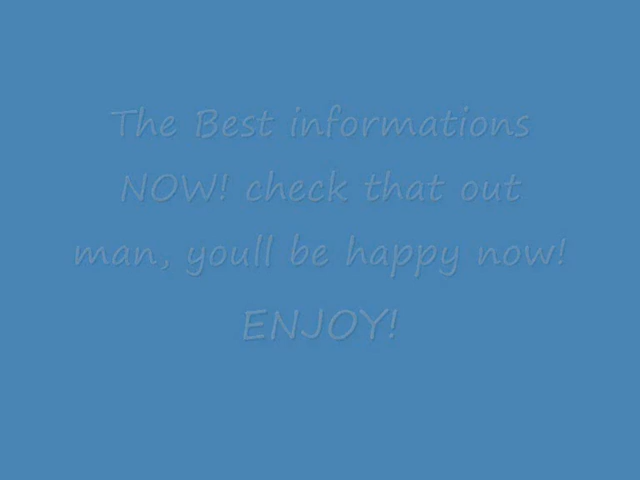 The Best informations
NOW! check that out
man, youll be happy now!
ENJOY!